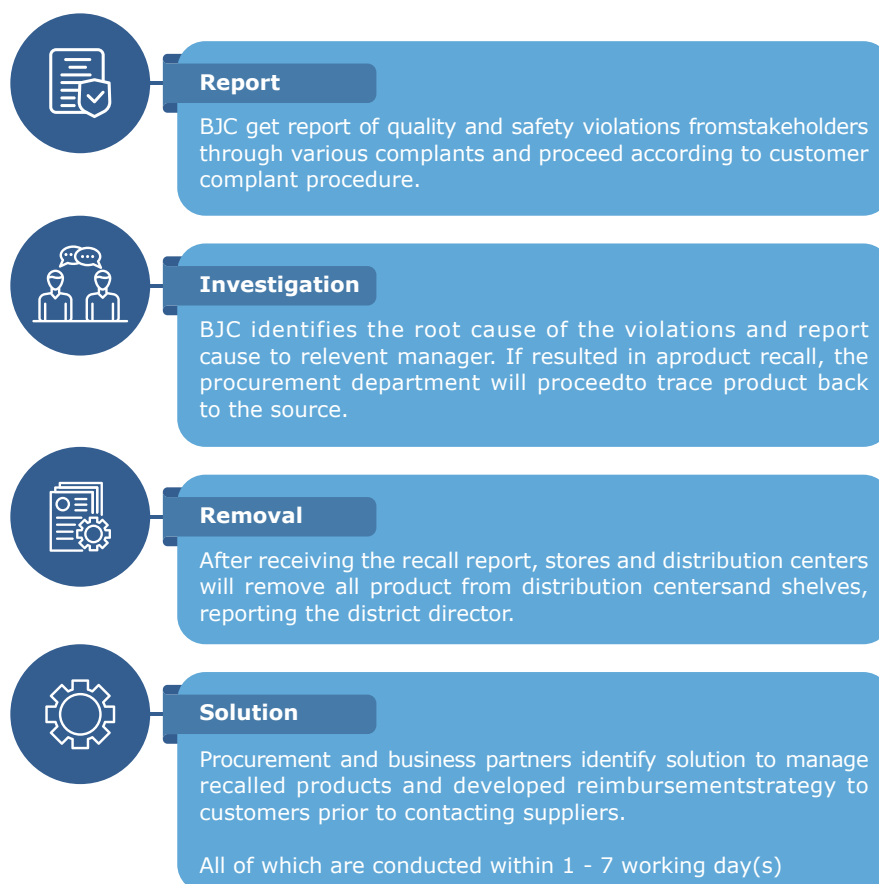 Report
BJC get report of quality and safety violations fromstakeholders
through various complants and proceed according to customer
complant procedure.
Investigation
BJC identifies the root cause of the violations and report
cause to relevent manager. If resulted in aproduct recall, the
procurement department will proceedto trace product back
to the source.
Removal
After receiving the recall report, stores and distribution centers
will remove all product from distribution centersand shelves,
reporting the district director.
Solution
Procurement and business partners identify solution to manage
recalled products and developed reimbursementstrategy to
customers prior to contacting suppliers.
All of which are conducted within 1 - 7 working day(s)